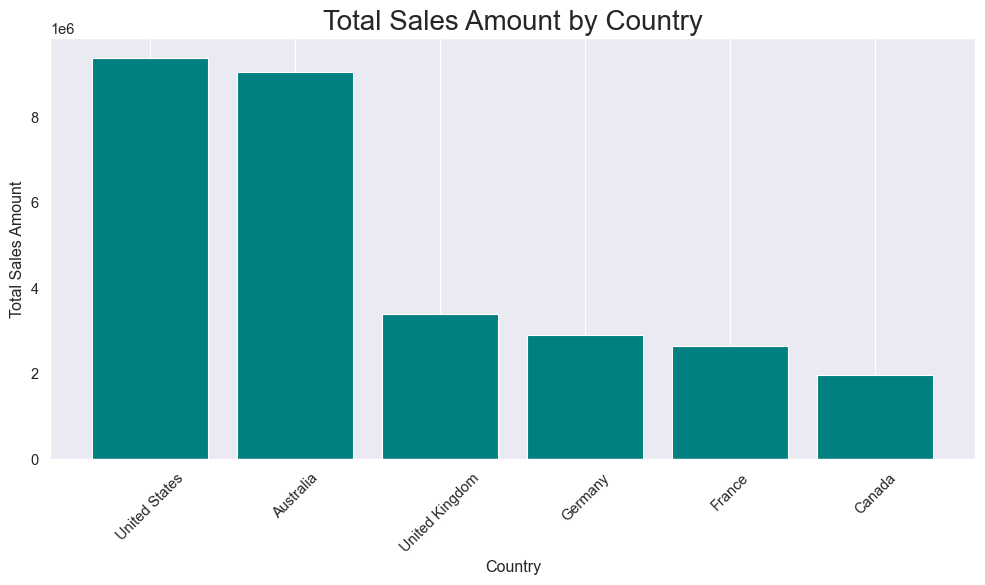 Total Sales Amount by Country
1e6
8
6
4
2
0
Total Sales Amount
United States
Australia
United Kingdom
Germany
France
Canada
Country